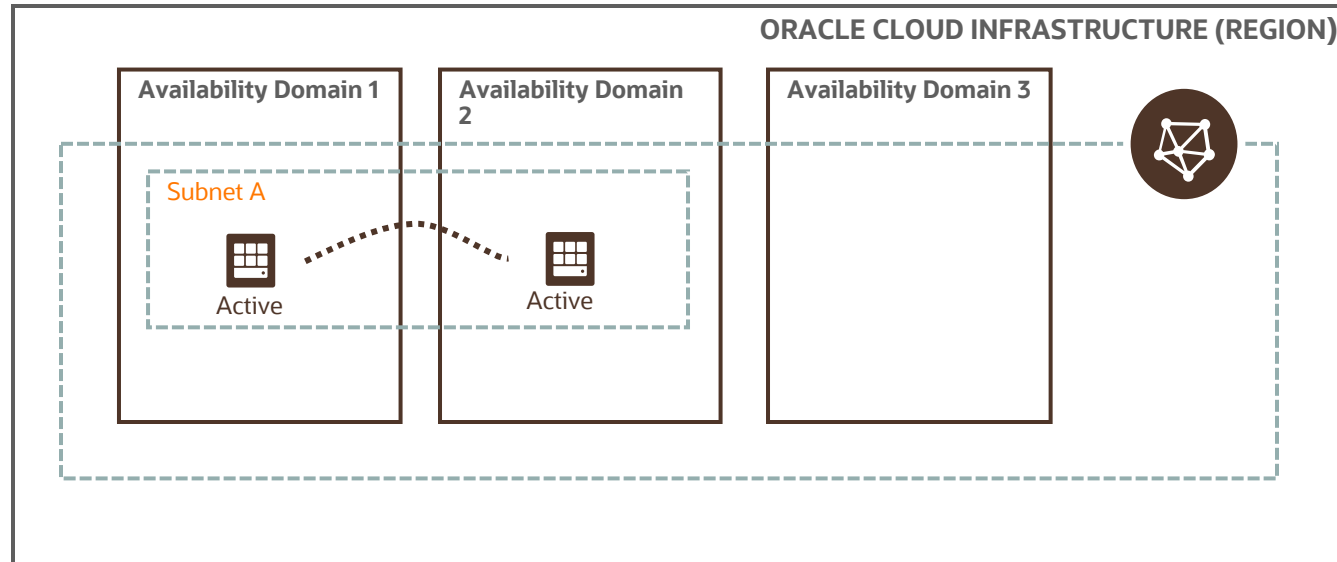 ORACLE CLOUD INFRASTRUCTURE (REGION)
Availability Domain 1
Availability Domain
2
Availability Domain 3
Subnet A
Active
Active